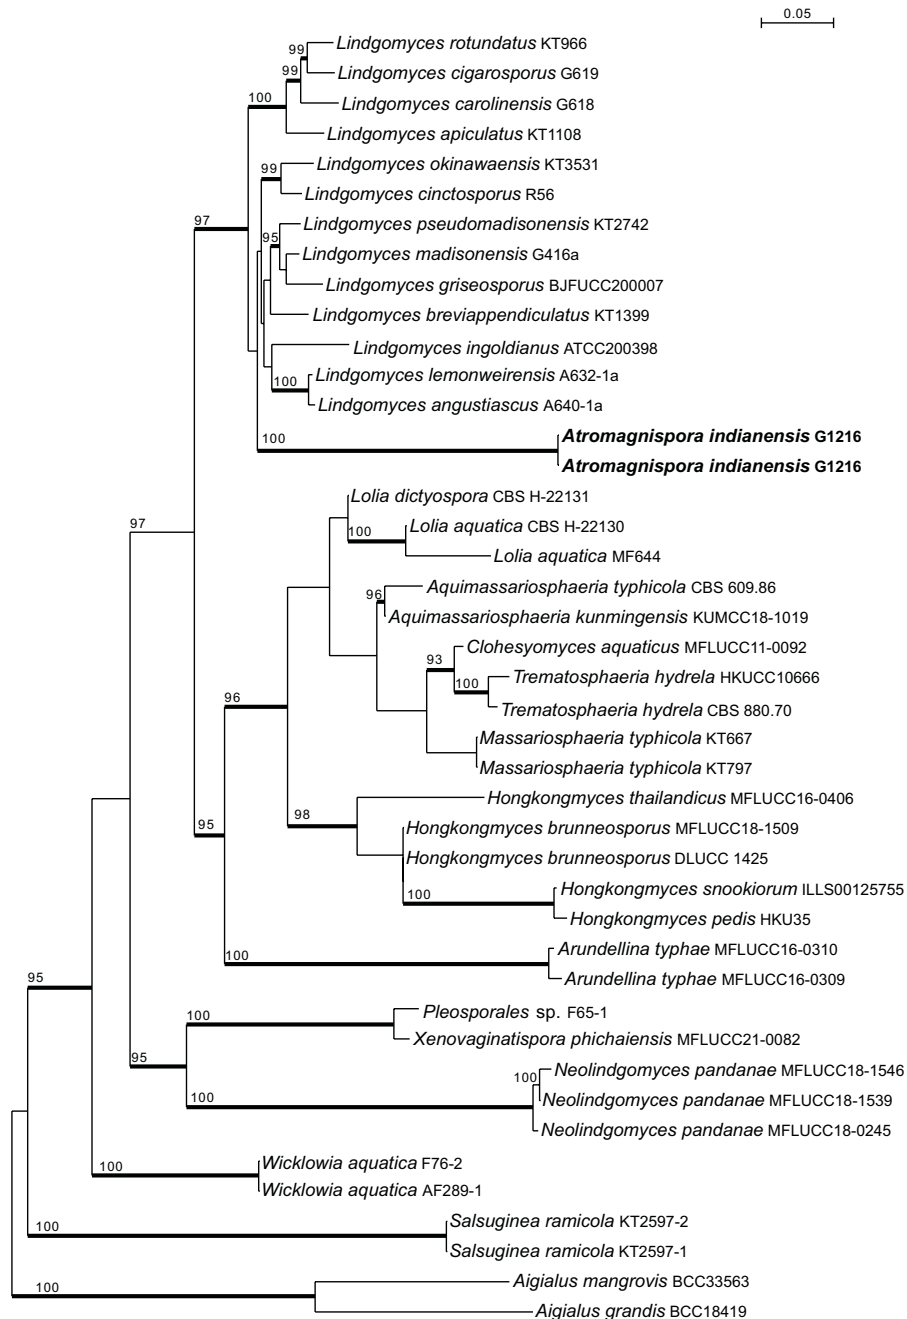 0.05
Lindgomyces rotundatus KT966
99
Lindgomyces cigarosporus G619
99
Lindgomyces carolinensis G618
100
Lindgomyces apiculatus KT1108
Lindgomyces okinawaensis KT3531
99
Lindgomyces cinctosporus R56
97
Lindgomyces pseudomadisonensis KT2742
95
Lindgomyces madisonensis G416a
Lindgomyces griseosporus BJFUCC200007
Lindgomyces breviappendiculatus KT1399
Lindgomyces ingoldianus ATCC200398
Lindgomyces lemonweirensis A632-1a
100
Lindgomyces angustiascus A640-1a
Atromagnispora indianensis G1216
100
Atromagnispora indianensis G1216
Lolia dictyospora CBS H-22131
97
Lolia aquatica CBS H-22130
100
Lolia aquatica MF644
Aquimassariosphaeria typhicola CBS 609.86
96
Aquimassariosphaeria kunmingensis KUMCC18-1019
Clohesyomyces aquaticus MFLUCC11-0092
93
Trematosphaeria hydrela HKUCC10666
100
96
Trematosphaeria hydrela CBS 880.70
Massariosphaeria typhicola KT667
Massariosphaeria typhicola KT797
Hongkongmyces thailandicus MFLUCC16-0406
98
95
Hongkongmyces brunneosporus MFLUCC18-1509
Hongkongmyces brunneosporus DLUCC 1425
Hongkongmyces snookiorum ILLS00125755
100
Hongkongmyces pedis HKU35
Arundellina typhae MFLUCC16-0310
100
Arundellina typhae MFLUCC16-0309
95
Pleosporales sp. F65-1
100
Xenovaginatispora phichaiensis MFLUCC21-0082
95
Neolindgomyces pandanae MFLUCC18-1546
100
Neolindgomyces pandanae MFLUCC18-1539
100
Neolindgomyces pandanae MFLUCC18-0245
Wicklowia aquatica F76-2
100
Wicklowia aquatica AF289-1
Salsuginea ramicola KT2597-2
100
Salsuginea ramicola KT2597-1
Aigialus mangrovis BCC33563
100
Aigialus grandis BCC18419